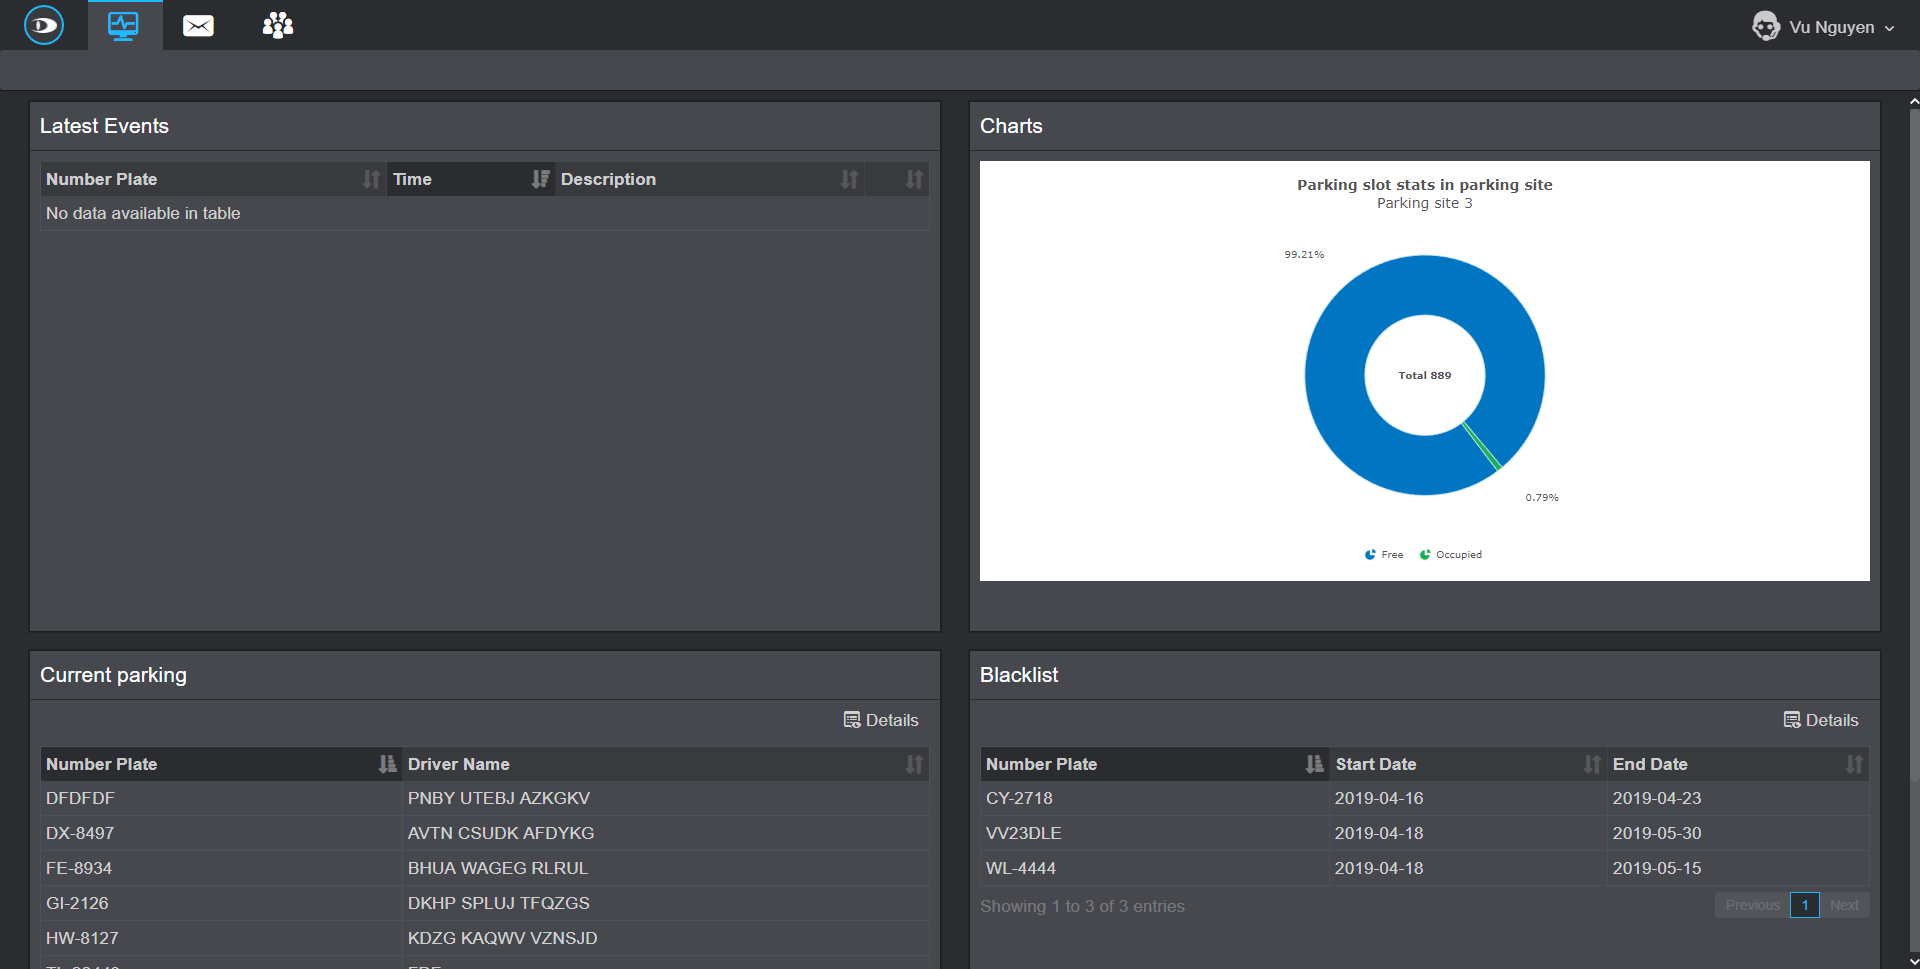 Vu Nguyen
Latest Events
Number Plate Time Description
No data available in table
Charts
Parking slot stats in parking site
Parking site 3
99.21%
Total 889
0.79%
Free Occupied
Current parking
Details
Number Plate Driver Name
DFDFDF PNBY UTEBJ AZKGKV
DX-8497 AVTN CSUDK AFDYKG
FE-8934 BHUA WAGEG RLRUL
GI-2126 DKHP SPLUJ TFQZGS
HW-8127 KDZG KAQWV VZNSJD
Blacklist
Details
Number Plate Start Date End Date
CY-2718 2019-04-16 2019-04-23
VV23DLE 2019-04-18 2019-05-30
WL-4444 2019-04-18 2019-05-15
Showing 1 to 3 of 3 entries
Previous 1 Next